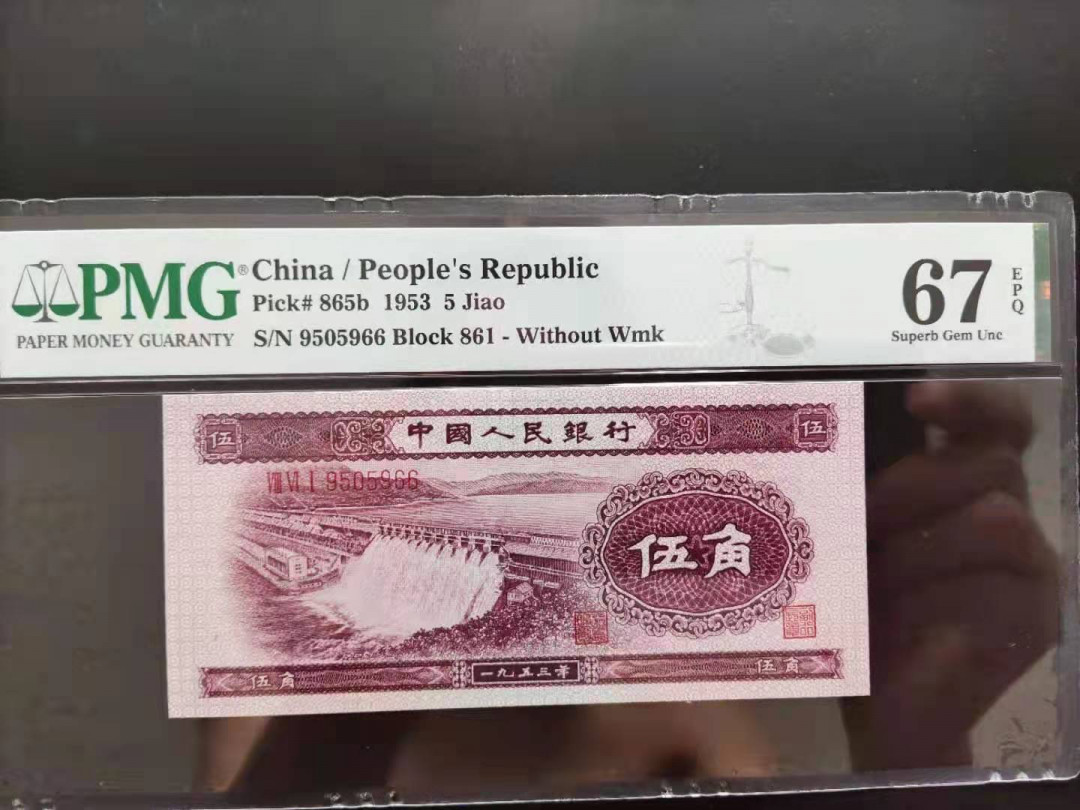 PMG®
PAPER MONEY GUARANTY
China / People's Republic
Pick# 865b 1953 5 Jiao
S/N 9505966 Block 861 - Without Wmk
67
EPQ
Superb Gem Unc
伍 中國人民銀行 伍
Ⅷ Ⅵ Ⅰ 9505966
伍角
伍角 一九五三年 伍角